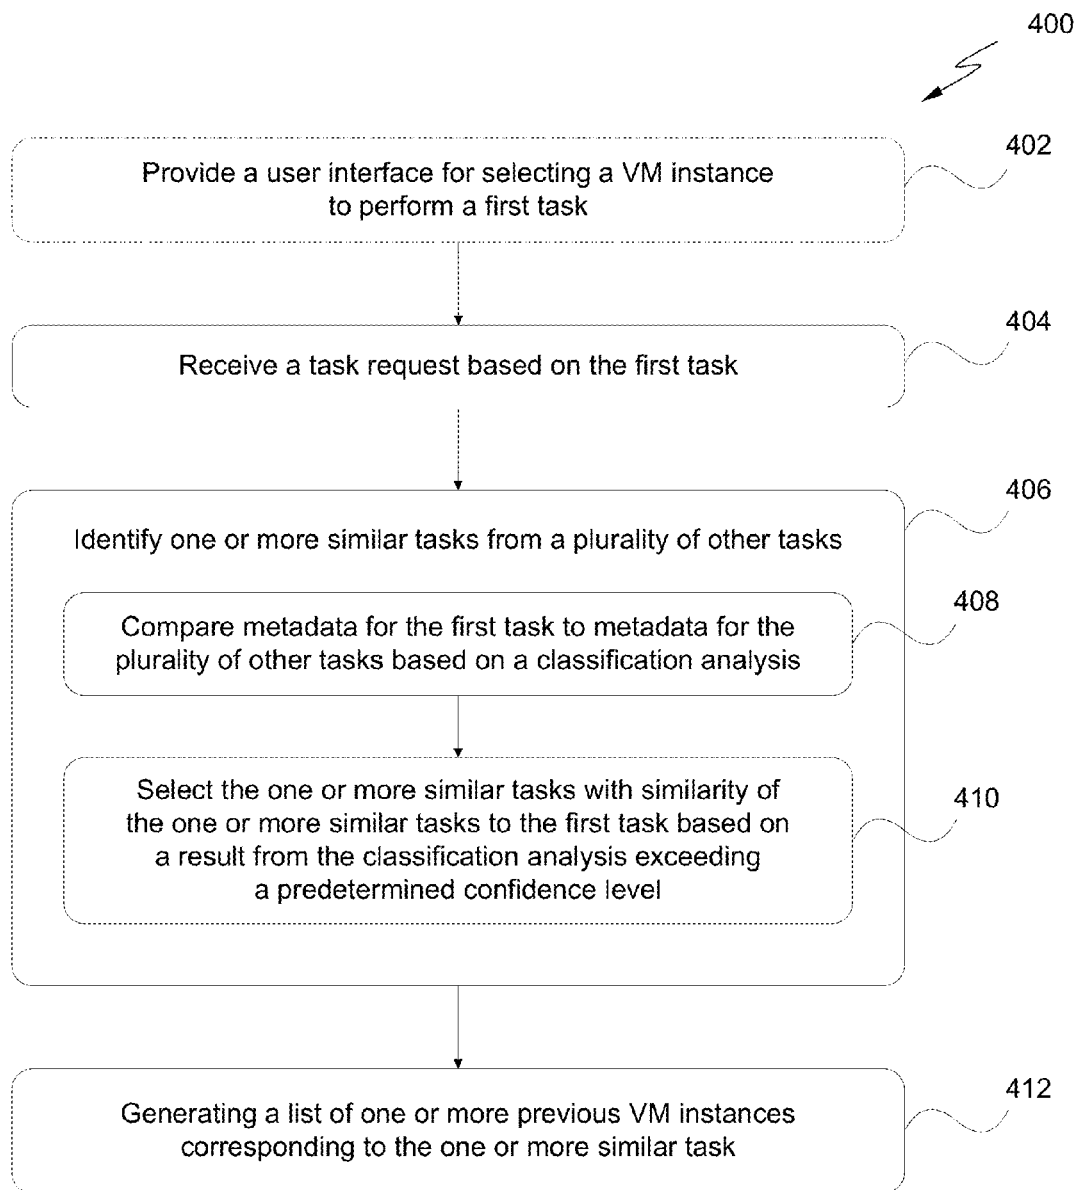 400
402
Provide a user interface for selecting a VM instance
to perform a first task
404
Receive a task request based on the first task
406
Identify one or more similar tasks from a plurality of other tasks
408
Compare metadata for the first task to metadata for the
plurality of other tasks based on a classification analysis
410
Select the one or more similar tasks with similarity of
the one or more similar tasks to the first task based on
a result from the classification analysis exceeding
a predetermined confidence level
412
Generating a list of one or more previous VM instances
corresponding to the one or more similar task